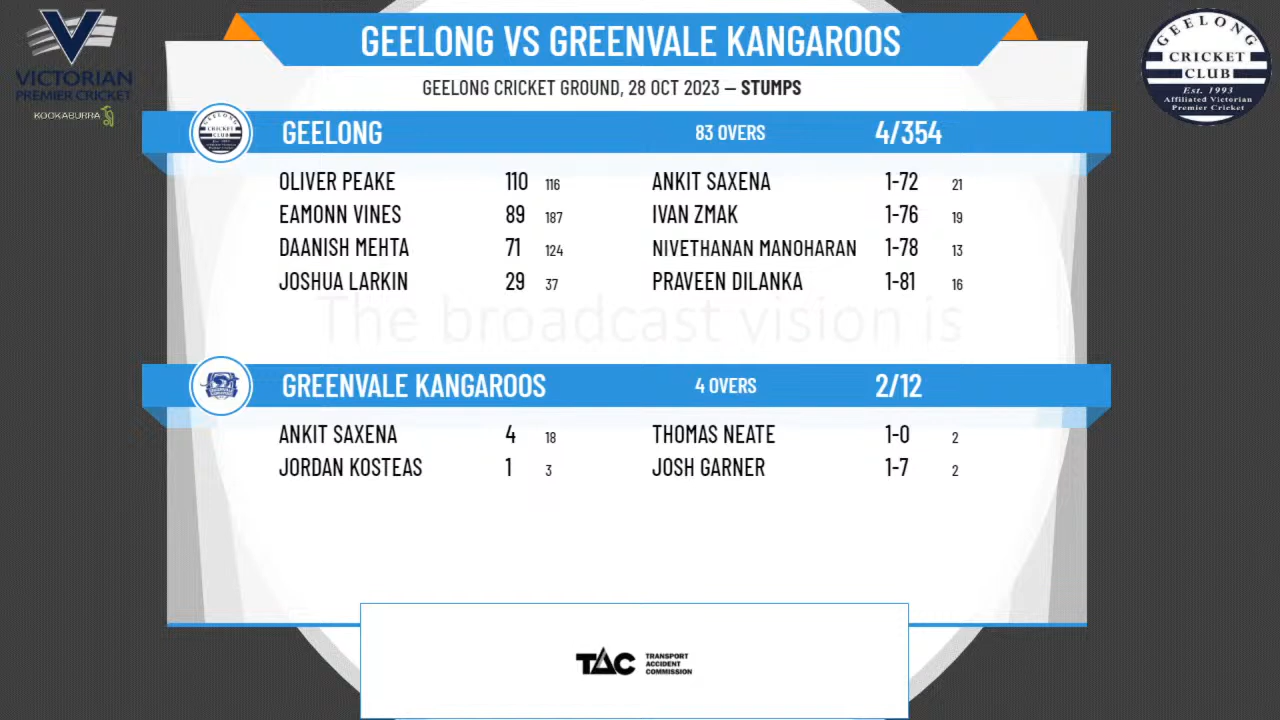 GEELONG VS GREENVALE KANGAROOS
VICTORIAN
PREMIER CRICKET
KOOKABURRA
GEELONG
CRICKET
CLUB
Est. 1993
Affiliated Victorian
Premier Cricket
GEELONG CRICKET GROUND, 28 OCT 2023 – STUMPS
CRICKET
CLUB
GEELONG 83 OVERS 4/354
OLIVER PEAKE 110 116 ANKIT SAXENA 1-72 21
EAMONN VINES 89 187 IVAN ZMAK 1-76 19
DAANISH MEHTA 71 124 NIVETHANAN MANOHARAN 1-78 13
JOSHUA LARKIN 29 37 PRAVEEN DILANKA 1-81 16
The broadcast vision is
GREENVALE KANGAROOS 4 OVERS 2/12
ANKIT SAXENA 4 18 THOMAS NEATE 1-0 2
JORDAN KOSTEAS 1 3 JOSH GARNER 1-7 2
TAC TRANSPORT
ACCIDENT
COMMISSION